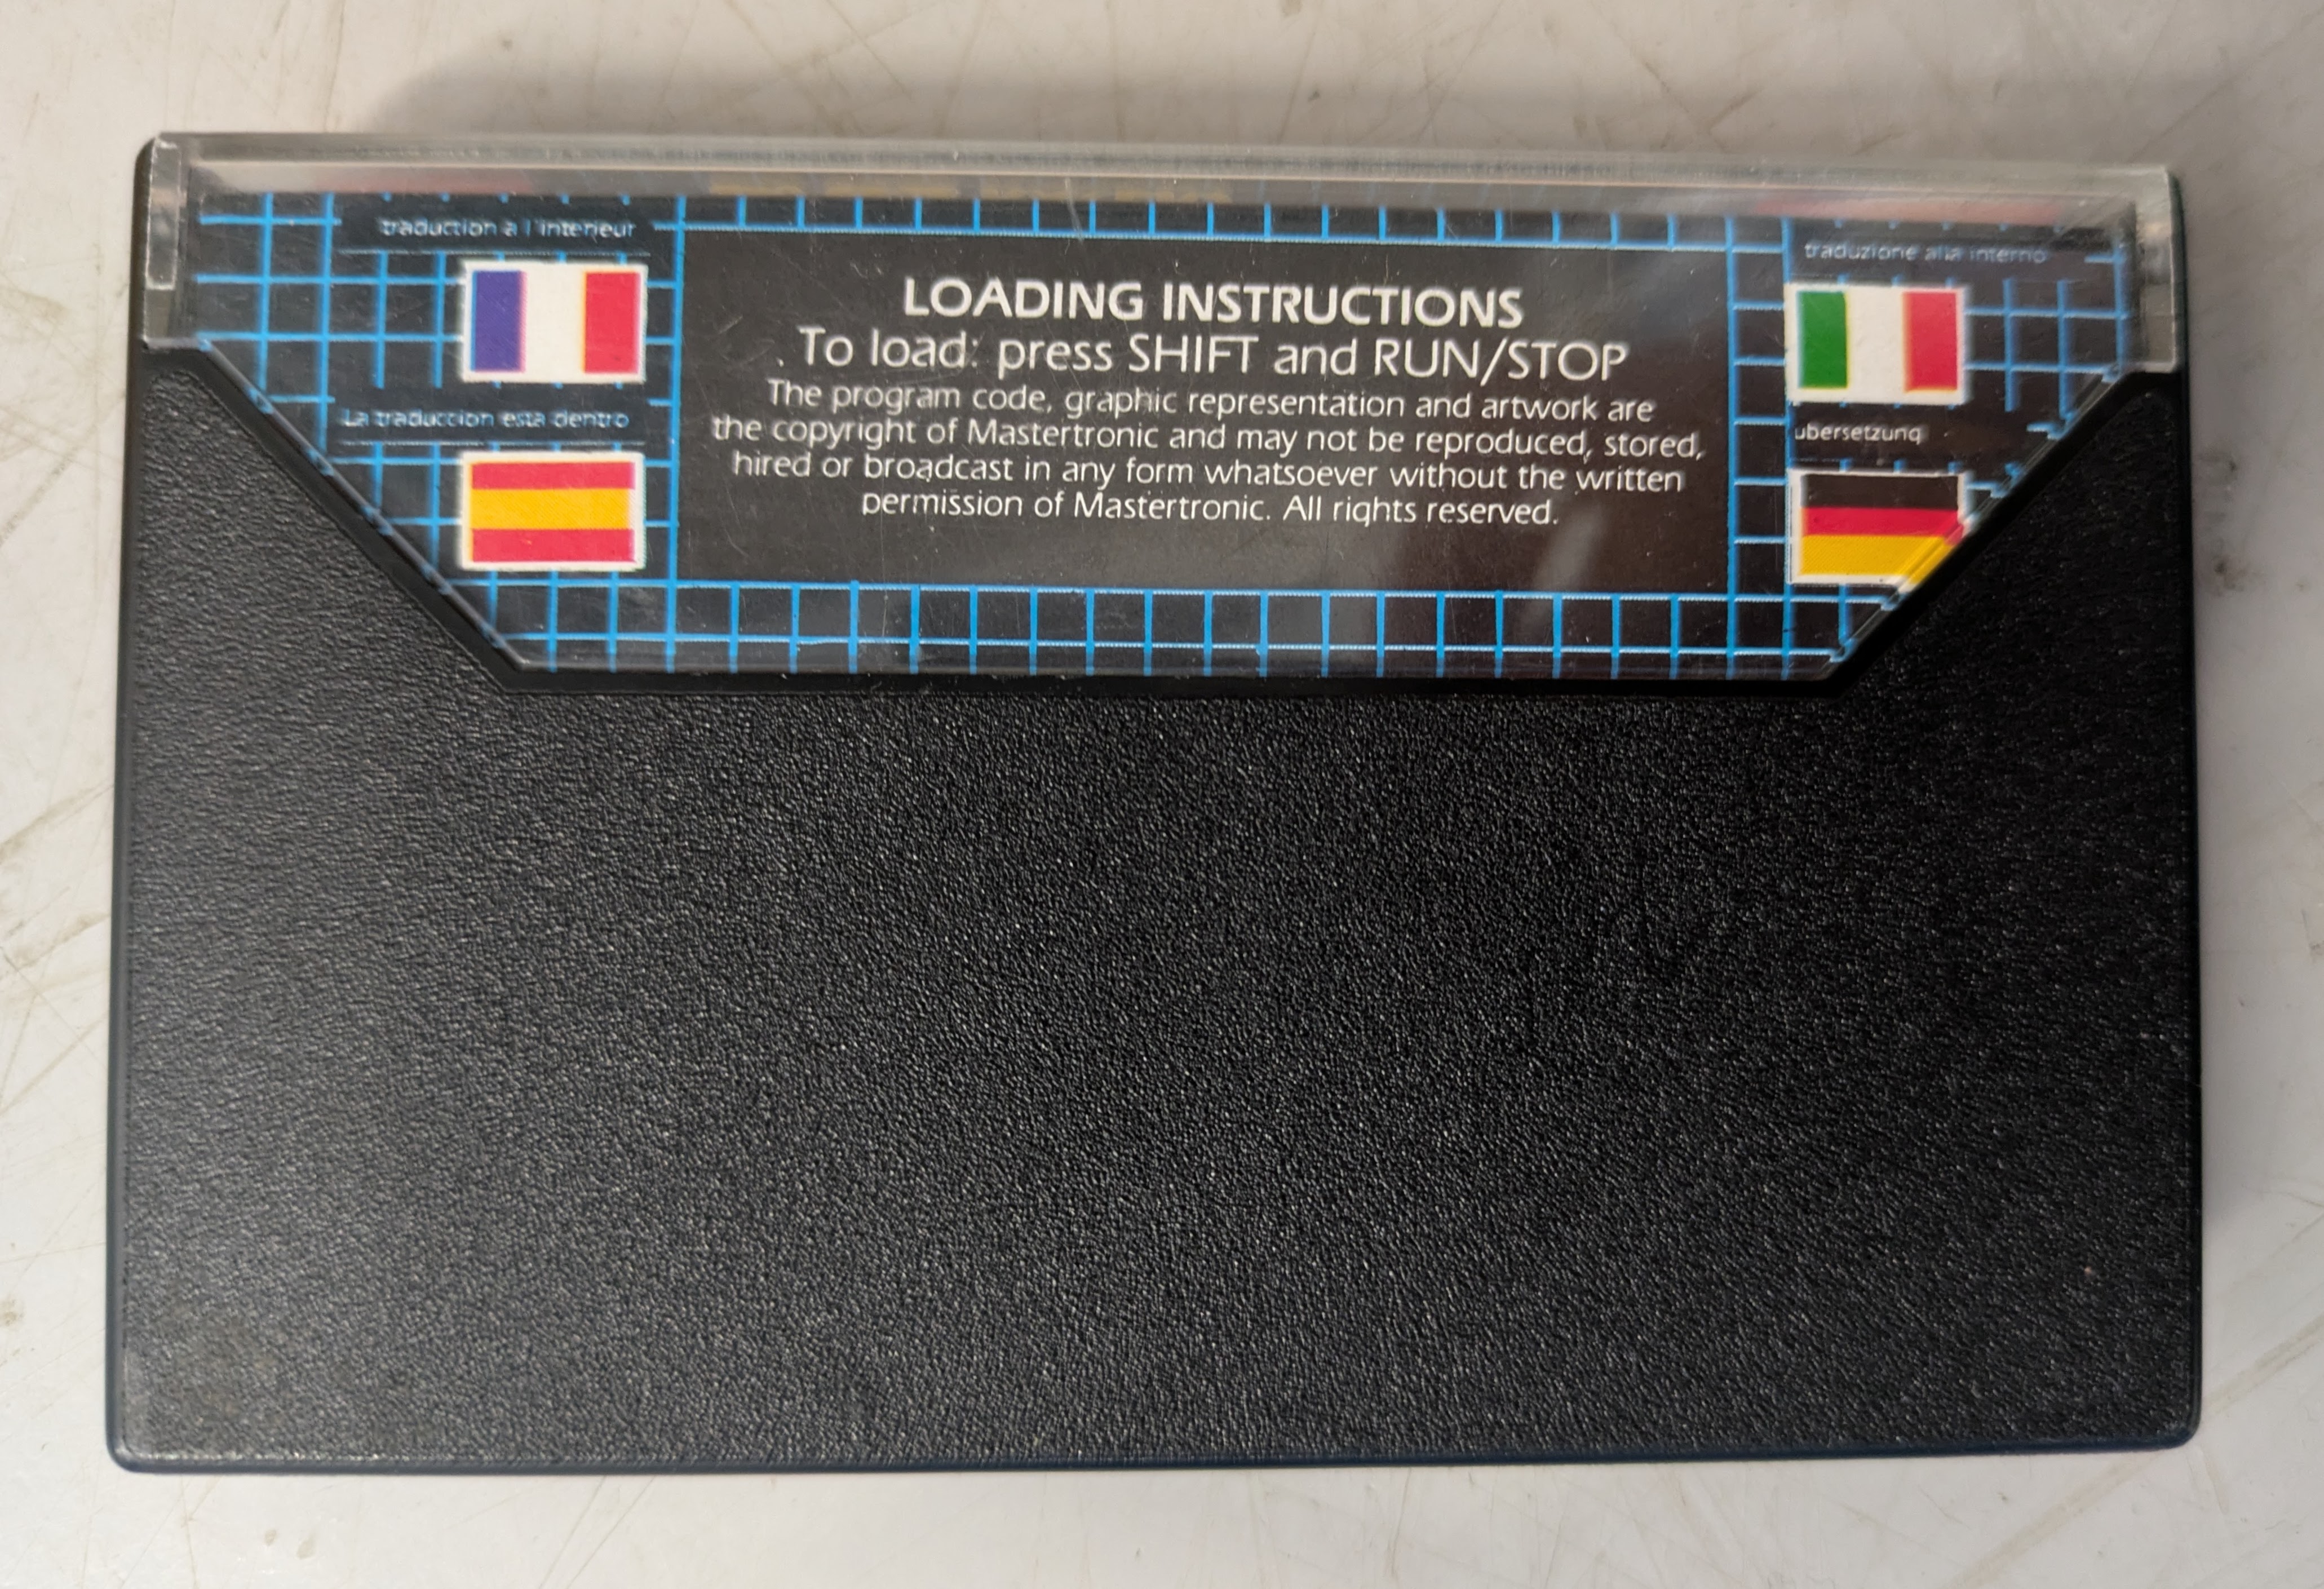 traduction a l'interieur
La traduccion esta dentro
LOADING INSTRUCTIONS
To load: press SHIFT and RUN/STOP
The program code, graphic representation and artwork are
the copyright of Mastertronic and may not be reproduced, stored,
hired or broadcast in any form whatsoever without the written
permission of Mastertronic. All rights reserved.
traduzione alla interno
ubersetzung